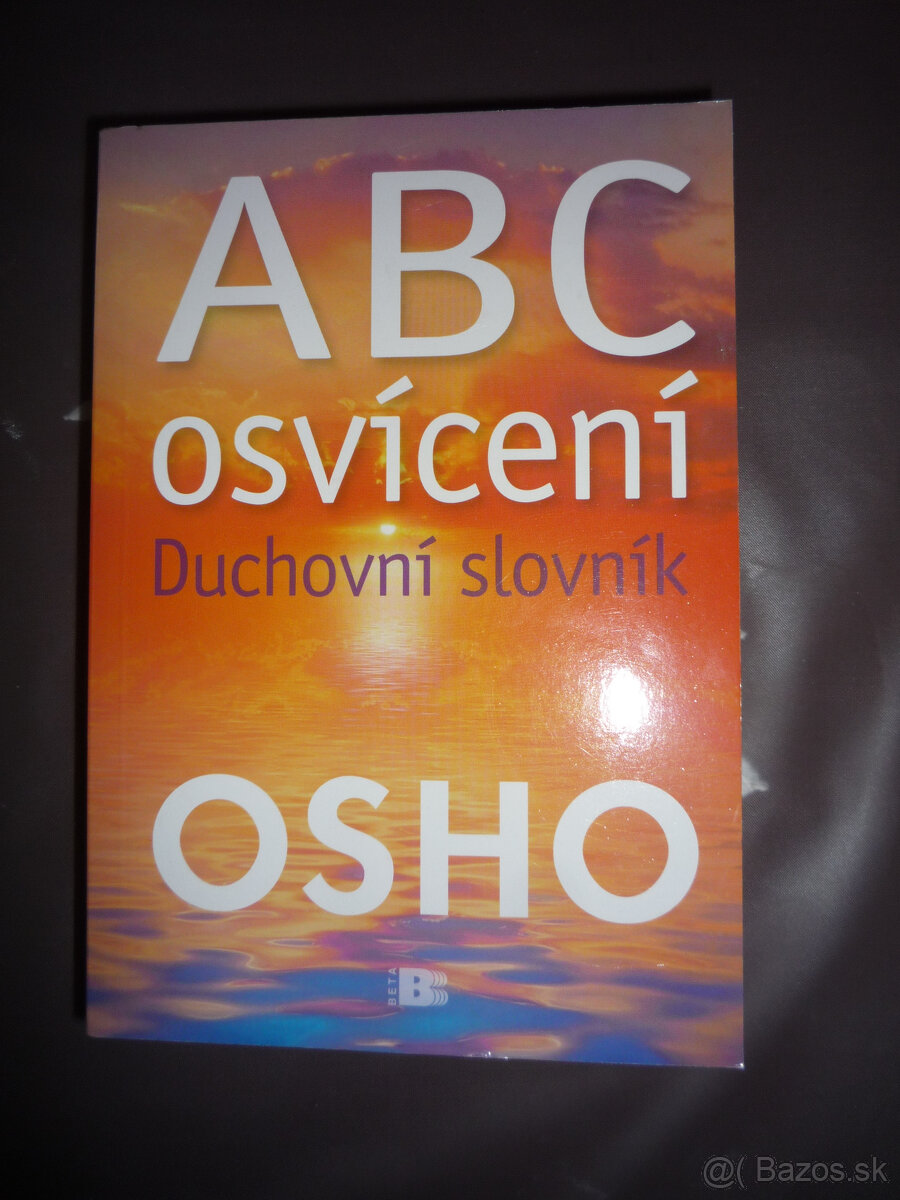 ABC
osvícení
Duchovní slovník
OSHO
BETA
B
@( Bazos.sk